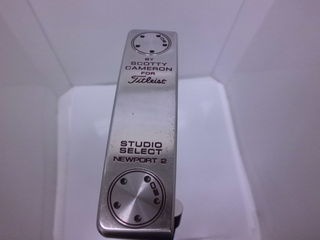 BY
SCOTTY
CAMERON
FOR
Titleist
STUDIO
SELECT
NEWPORT 2